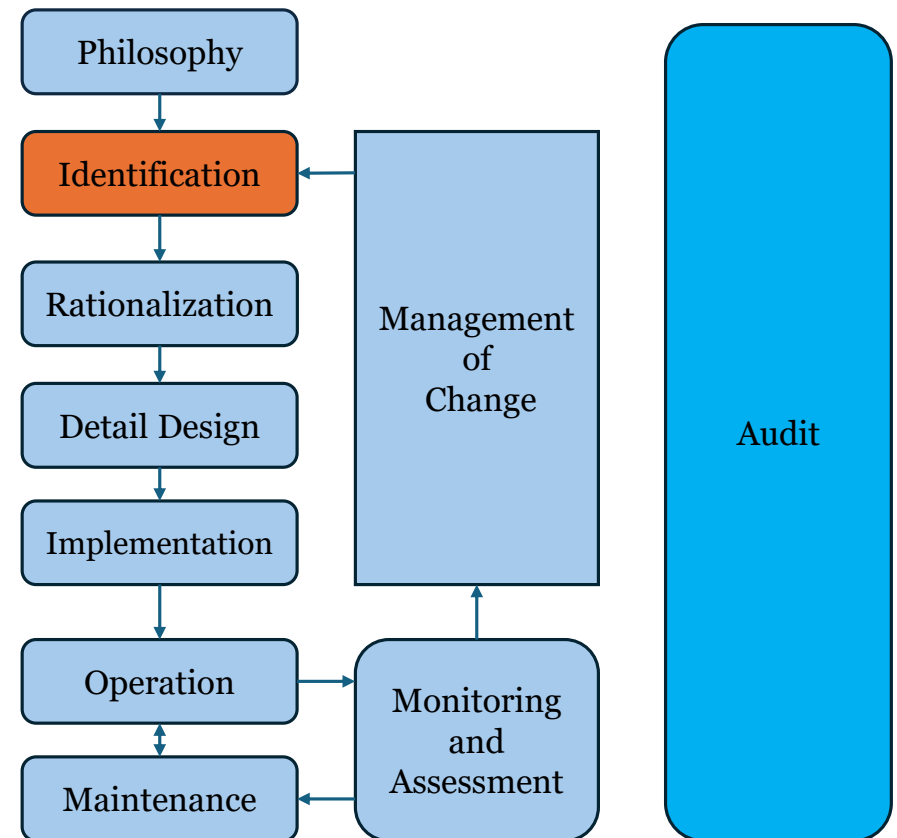 Philosophy
Identification
Rationalization
Detail Design
Implementation
Operation
Maintenance
Management
of
Change
Monitoring
and
Assessment
Audit